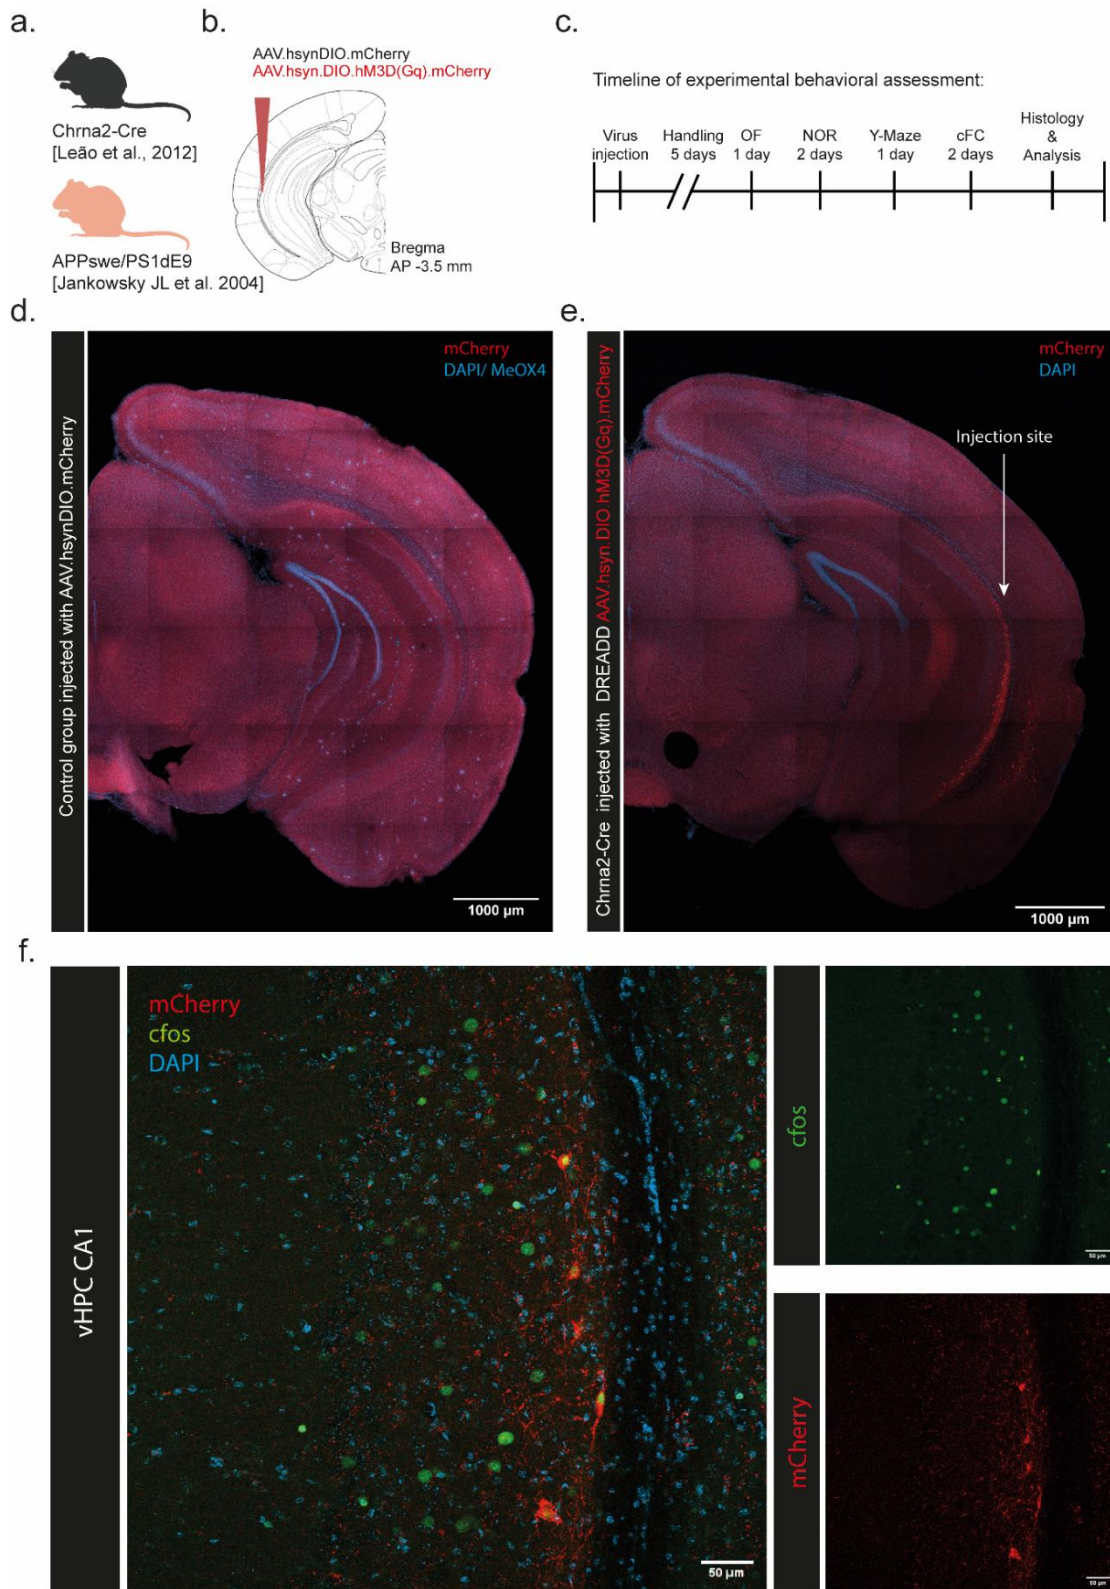 a.
Chrna2-Cre
[Leão et al., 2012]
APPswe/PS1dE9
[Jankowsky JL et al. 2004]
b.
AAV.hsynDIO.mCherry
AAV.hsyn.DIO.hM3D(Gq).mCherry
Bregma
AP -3.5 mm
c.
Timeline of experimental behavioral assessment:
Virus
injection
Handling
5 days
OF
1 day
NOR
2 days
Y-Maze
1 day
cFC
2 days
Histology
&
Analysis
d.
Control group injected with AAV.hsynDIO.mCherry
mCherry
DAPI/ MeOX4
1000 µm
e.
Chrna2-Cre injected with DREADD AAV.hsyn.DIO.hM3D(Gq).mCherry
mCherry
DAPI
Injection site
1000 µm
f.
vHPC CA1
mCherry
cfos
DAPI
50 µm
cfos
50 µm
mCherry
50 µm